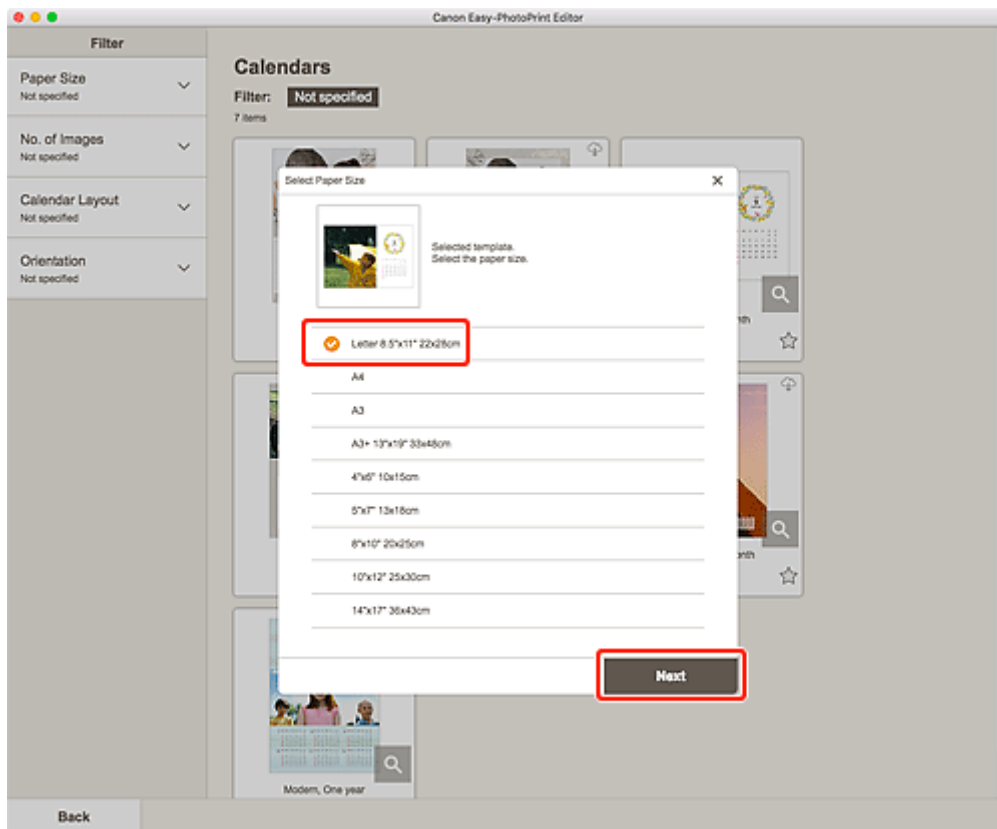 Canon Easy-PhotoPrint Editor
Filter
Paper Size
Not specified
No. of Images
Not specified
Calendar Layout
Not specified
Orientation
Not specified
Calendars
Filter: Not specified
7 items
Select Paper Size
Selected template.
Select the paper size.
Letter 8.5"x11" 22x28cm
A4
A3
A3+ 13"x19" 33x48cm
4"x6" 10x15cm
5"x7" 13x18cm
8"x10" 20x25cm
10"x12" 25x30cm
14"x17" 36x43cm
Next
Modern, One year
Back